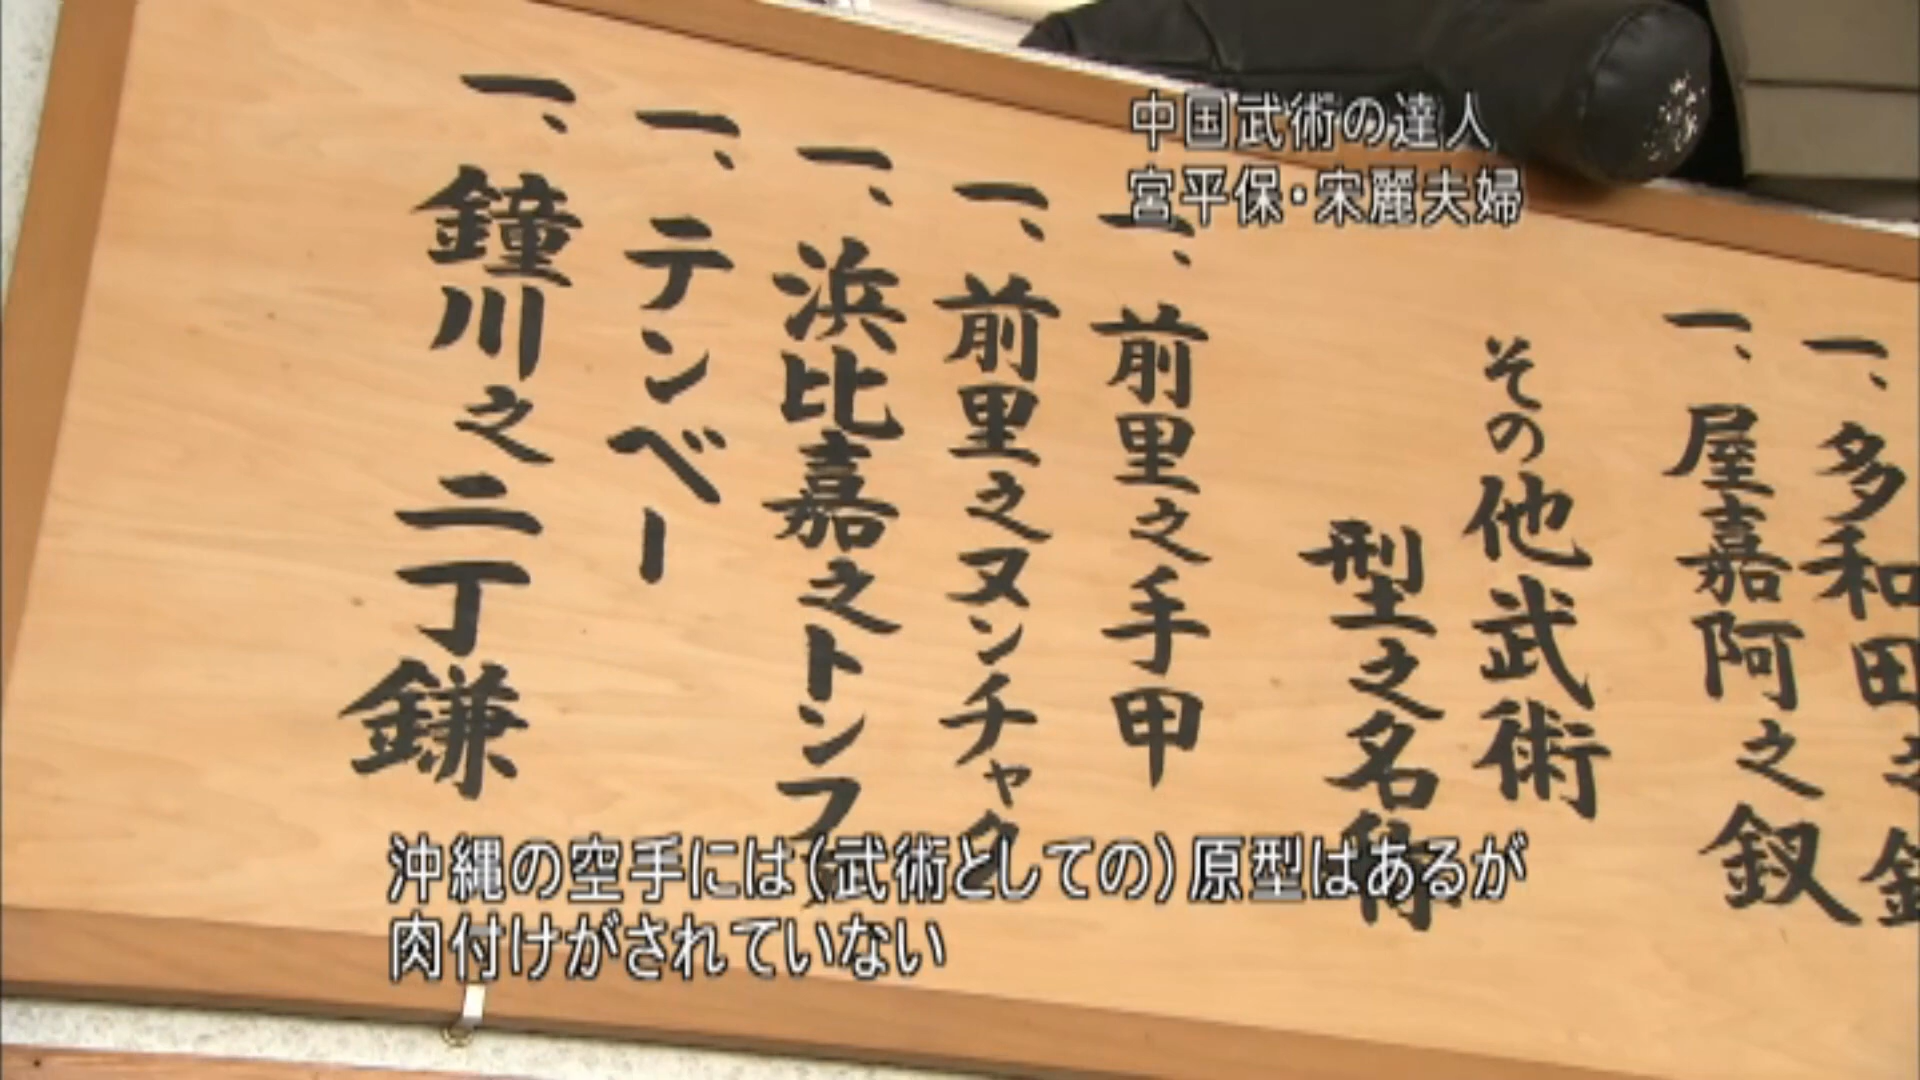 中国武術の達人
宮平保・宋麗夫婦
一、多和田之
一、屋嘉阿之釵
その他武術
型之名称
一、前里之手甲
一、前里之ヌンチャク
一、浜比嘉之トンファ
一、テンベー
一、鐘川之二丁鎌
沖縄の空手には（武術としての）原型はあるが
肉付けがされていない